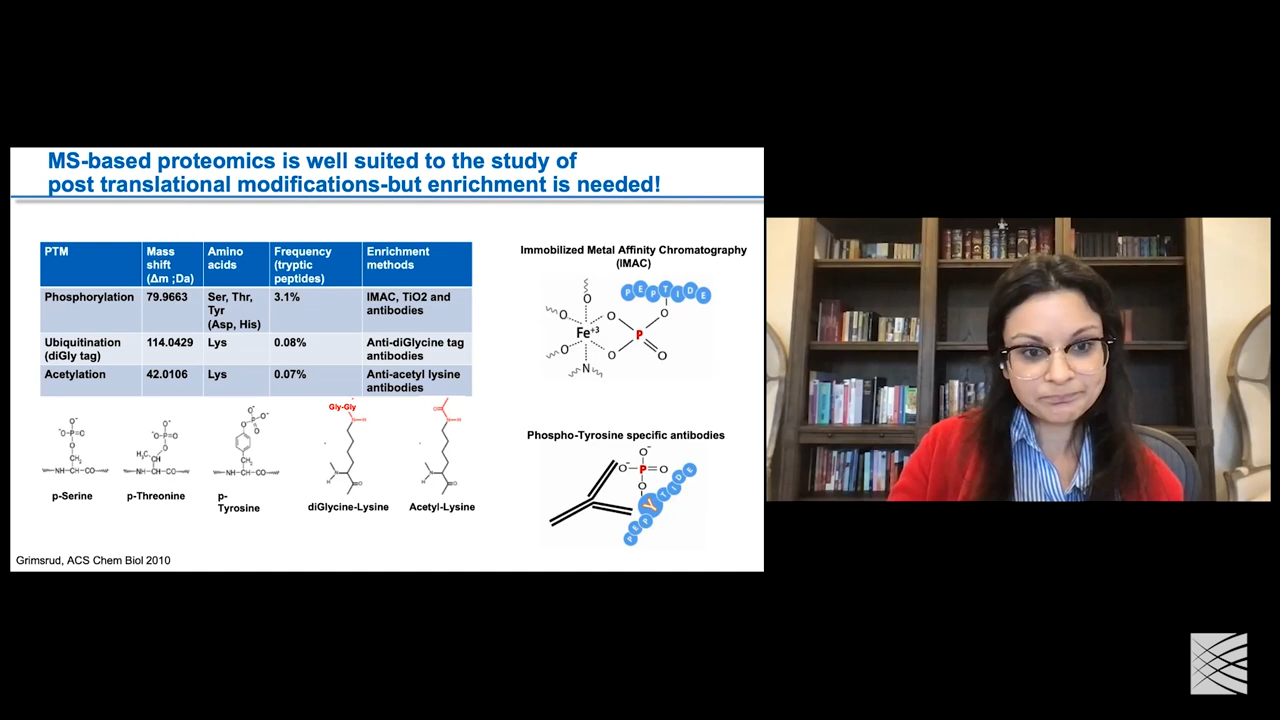 MS-based proteomics is well suited to the study of
post translational modifications-but enrichment is needed!
PTM
Mass
shift
(Δm ;Da)
Amino
acids
Frequency
(tryptic
peptides)
Enrichment
methods
Phosphorylation
79.9663
Ser, Thr,
Tyr
(Asp, His)
3.1%
IMAC, TiO2 and
antibodies
Ubiquitination
(diGly tag)
114.0429
Lys
0.08%
Anti-diGlycine tag
antibodies
Acetylation
42.0106
Lys
0.07%
Anti-acetyl lysine
antibodies
p-Serine
p-Threonine
p-
Tyrosine
Gly-Gly
diGlycine-Lysine
Acetyl-Lysine
Immobilized Metal Affinity Chromatography
(IMAC)
PEPTIDE
Fe+3
Phospho-Tyrosine specific antibodies
PEPYTIDE
Grimsrud, ACS Chem Biol 2010